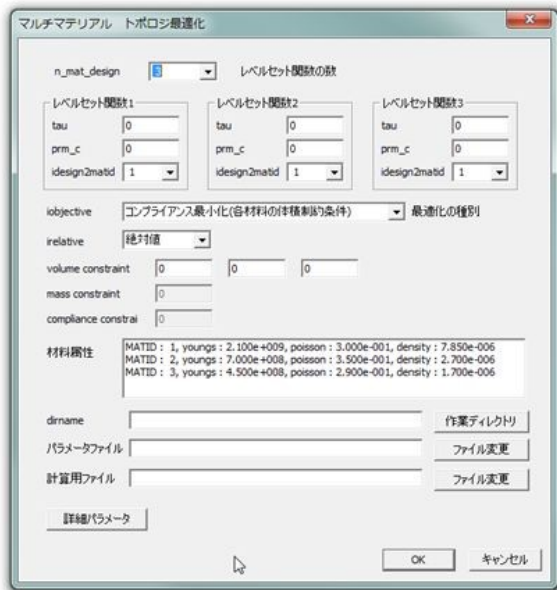 マルチマテリアル　トポロジ最適化
n_mat_design 3 レベルセット関数の数
レベルセット関数1 レベルセット関数2 レベルセット関数3
tau 0 tau 0 tau 0
prm_c 0 prm_c 0 prm_c 0
idesign2matid 1 idesign2matid 1 idesign2matid 1
iobjective コンプライアンス最小化(各材料の体積制約条件) 最適化の種別
irelative 絶対値
volume constraint 0 0 0
mass constraint 0
compliance constrai 0
材料属性
MATID : 1, youngs : 2.100e+009, poisson : 3.000e-001, density : 7.850e-006
MATID : 2, youngs : 7.000e+008, poisson : 3.500e-001, density : 2.700e-006
MATID : 3, youngs : 4.500e+008, poisson : 2.900e-001, density : 1.700e-006
dirname 作業ディレクトリ
パラメータファイル ファイル変更
計算用ファイル ファイル変更
詳細パラメータ
OK キャンセル